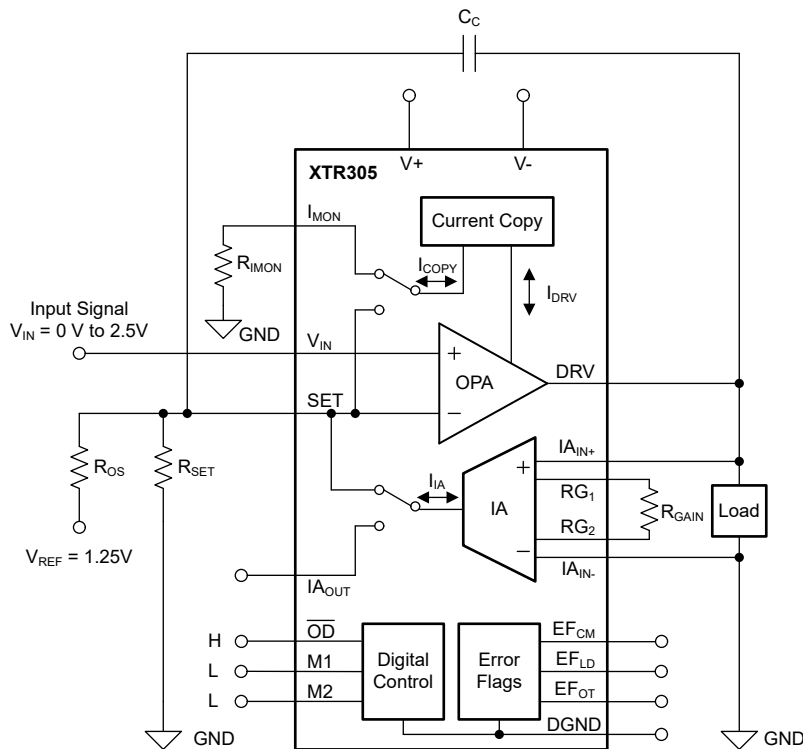 C_C
V+
V-
XTR305
I_MON
Current Copy
R_IMON
I_COPY
I_DRV
Input Signal
V_IN = 0 V to 2.5V
GND
V_IN
+
OPA
DRV
SET
−
R_OS
R_SET
IA_IN+
I_IA
+
RG_1
IA
R_GAIN
Load
RG_2
V_REF = 1.25V
−
IA_IN-
IA_OUT
H
OD
EF_CM
L
M1
Digital
Control
Error
Flags
EF_LD
L
M2
EF_OT
DGND
GND
GND